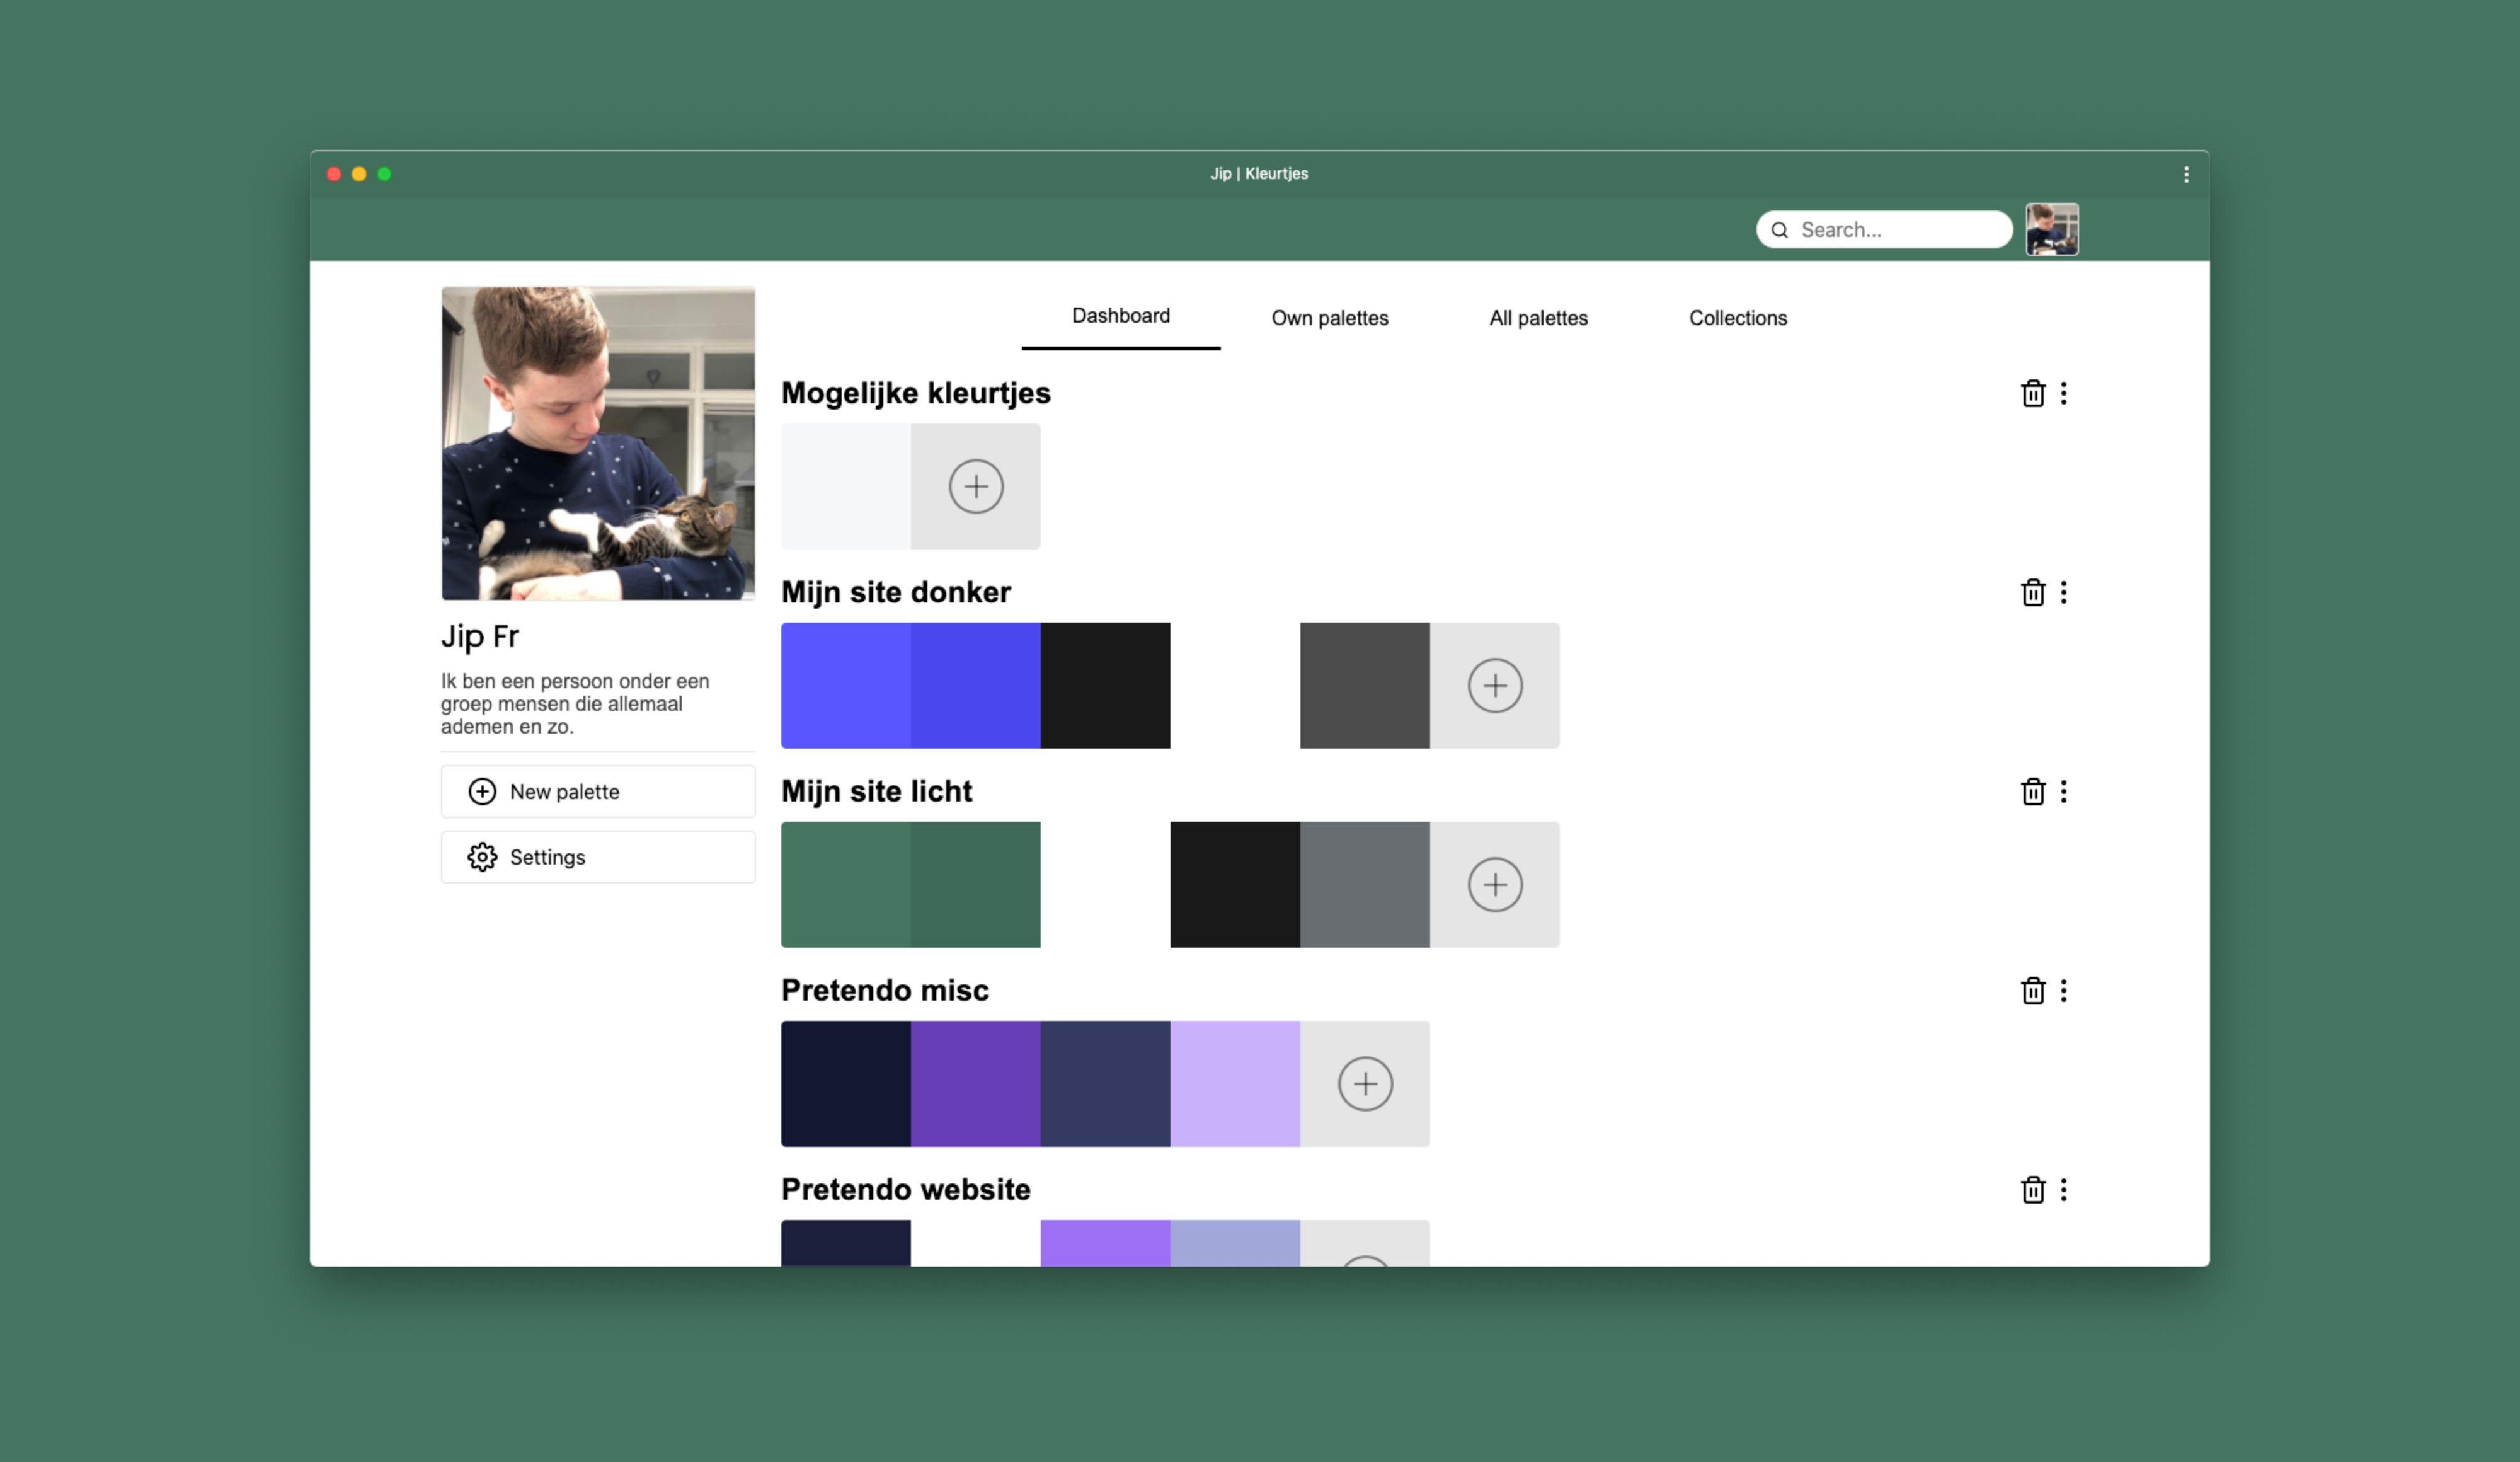 Jip | Kleurtjes
Search...
Dashboard
Own palettes
All palettes
Collections
Jip Fr
Ik ben een persoon onder een
groep mensen die allemaal
ademen en zo.
New palette
Settings
Mogelijke kleurtjes
Mijn site donker
Mijn site licht
Pretendo misc
Pretendo website